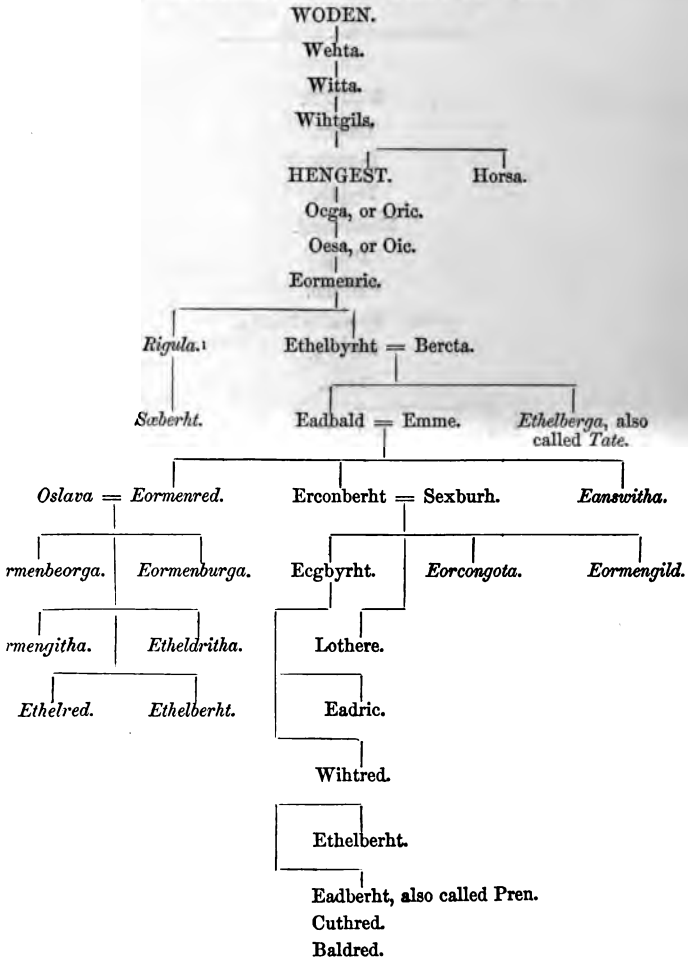 WODEN.
Wehta.
Witta.
Wihtgils.
HENGEST. Horsa.
Ocga, or Oric.
Oesa, or Oic.
Eormenric.
Rigula.1 Ethelbyrht = Bercta.
Sæberht. Eadbald = Emme. Ethelberga, also
called Tate.
Oslava = Eormenred. Erconberht = Sexburh. Eanswitha.
rmenbeorga. Eormenburga. Ecgbyrht. Eorcongota. Eormengild.
rmengitha. Etheldritha. Lothere.
Ethelred. Ethelberht. Eadric.
Wihtred.
Ethelberht.
Eadberht, also called Pren.
Cuthred.
Baldred.